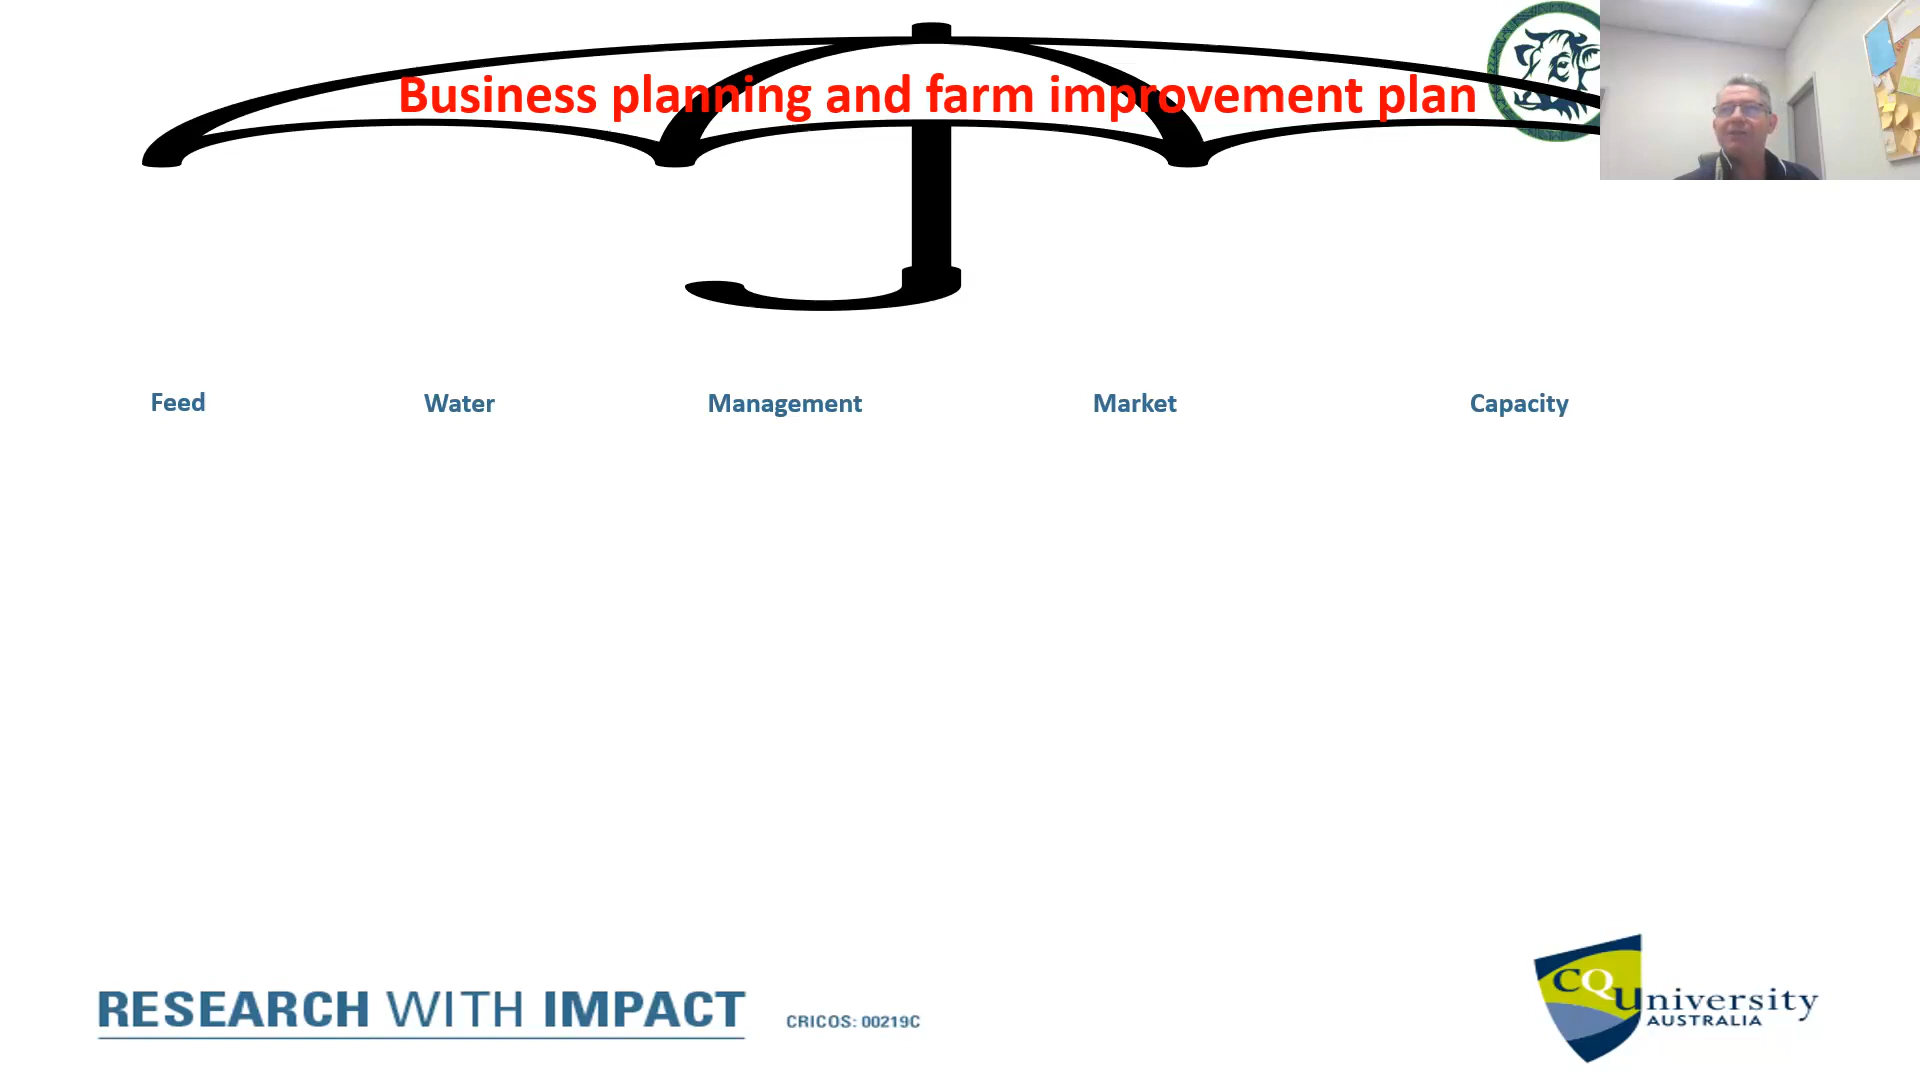 Business planning and farm improvement plan
Feed Water Management Market Capacity
RESEARCH WITH IMPACT CRICOS: 00219C
CQUniversity
AUSTRALIA